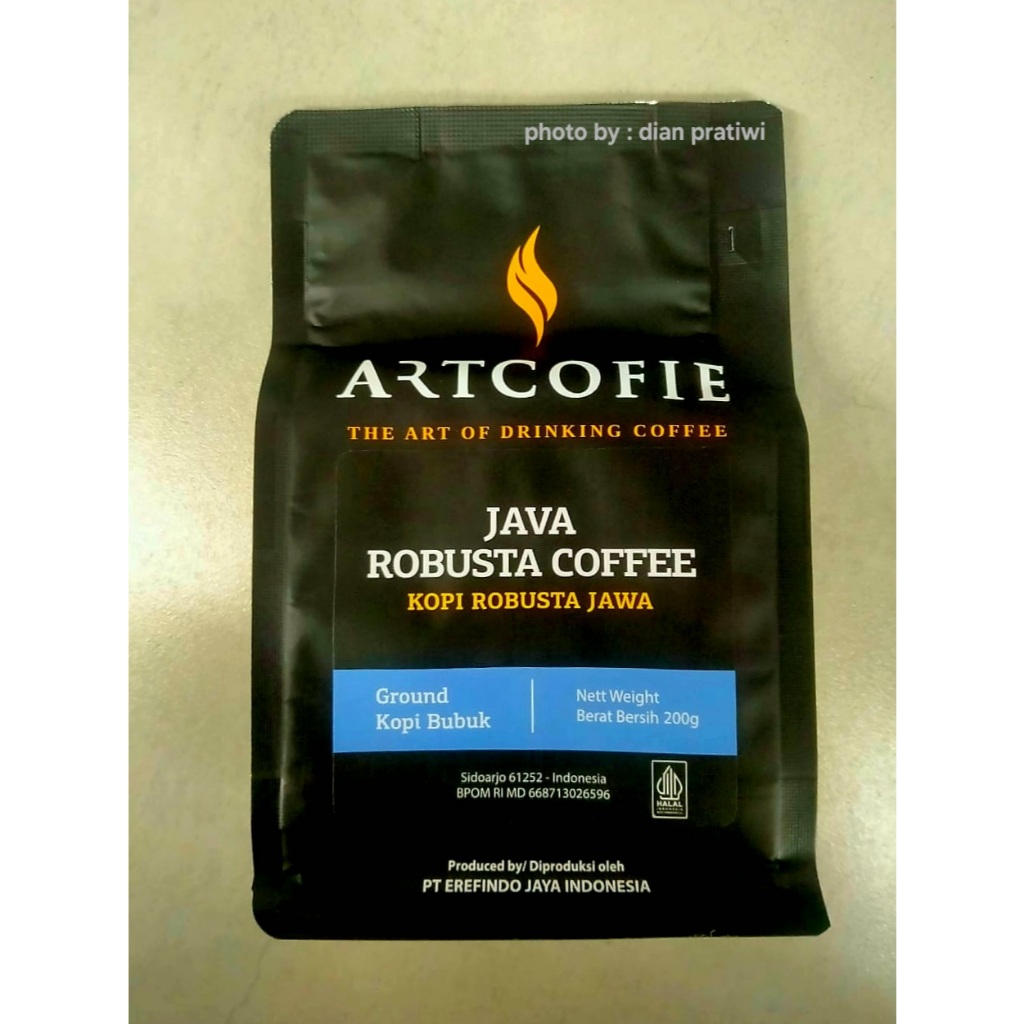 photo by : dian pratiwi
ARTCOFIE
THE ART OF DRINKING COFFEE
JAVA
ROBUSTA COFFEE
KOPI ROBUSTA JAWA
Ground
Kopi Bubuk
Nett Weight
Berat Bersih 200g
Sidoarjo 61252 - Indonesia
BPOM RI MD 668713026596
HALAL
INDONESIA
Produced by/ Diproduksi oleh
PT EREFINDO JAYA INDONESIA